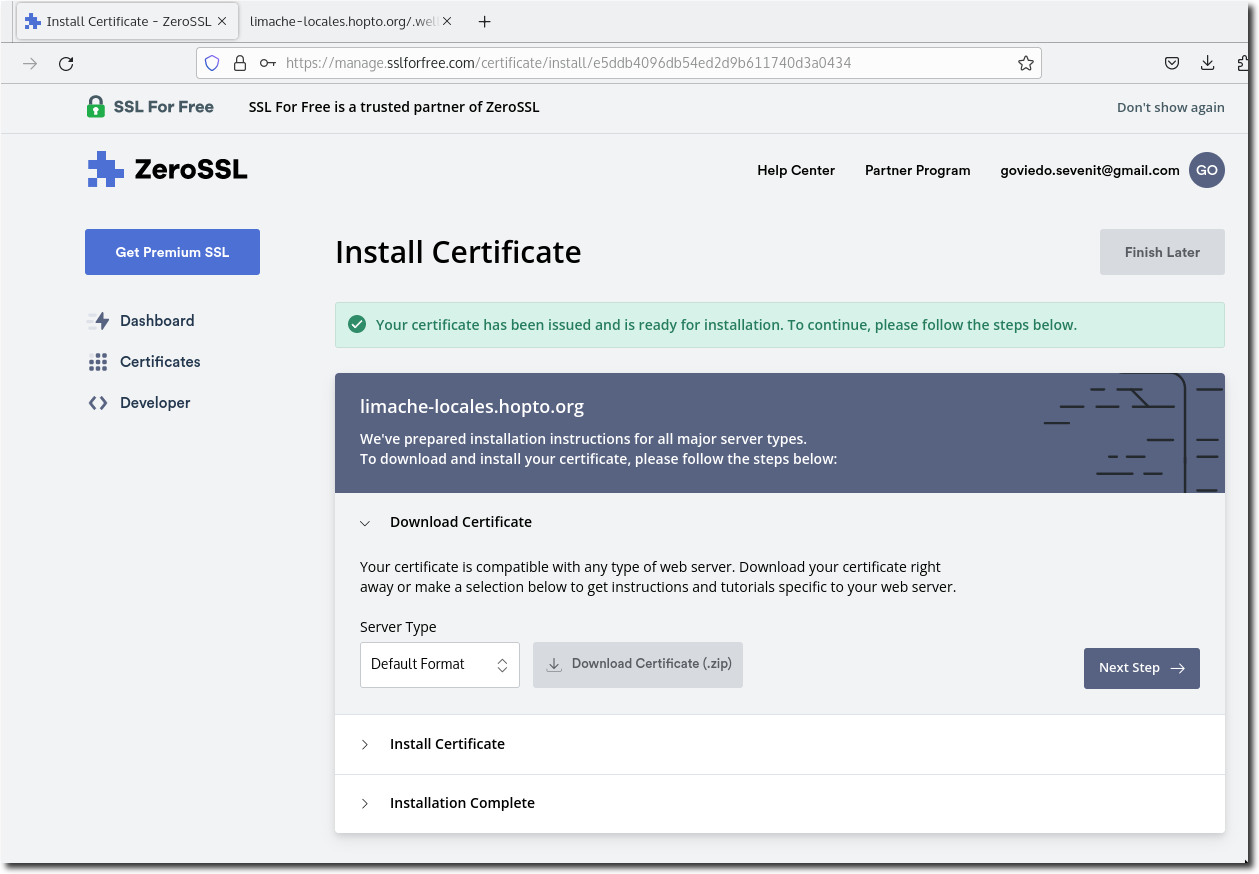 Install Certificate - ZeroSSL
limache-locales.hopto.org/.wel
https://manage.sslforfree.com/certificate/install/e5ddb4096db54ed2d9b611740d3a0434
SSL For Free
SSL For Free is a trusted partner of ZeroSSL
Don't show again
ZeroSSL
Help Center
Partner Program
goviedo.sevenit@gmail.com
GO
Get Premium SSL
Install Certificate
Finish Later
Dashboard
Certificates
Developer
Your certificate has been issued and is ready for installation. To continue, please follow the steps below.
limache-locales.hopto.org
We've prepared installation instructions for all major server types.
To download and install your certificate, please follow the steps below:
Download Certificate
Your certificate is compatible with any type of web server. Download your certificate right
away or make a selection below to get instructions and tutorials specific to your web server.
Server Type
Default Format
Download Certificate (.zip)
Next Step
Install Certificate
Installation Complete